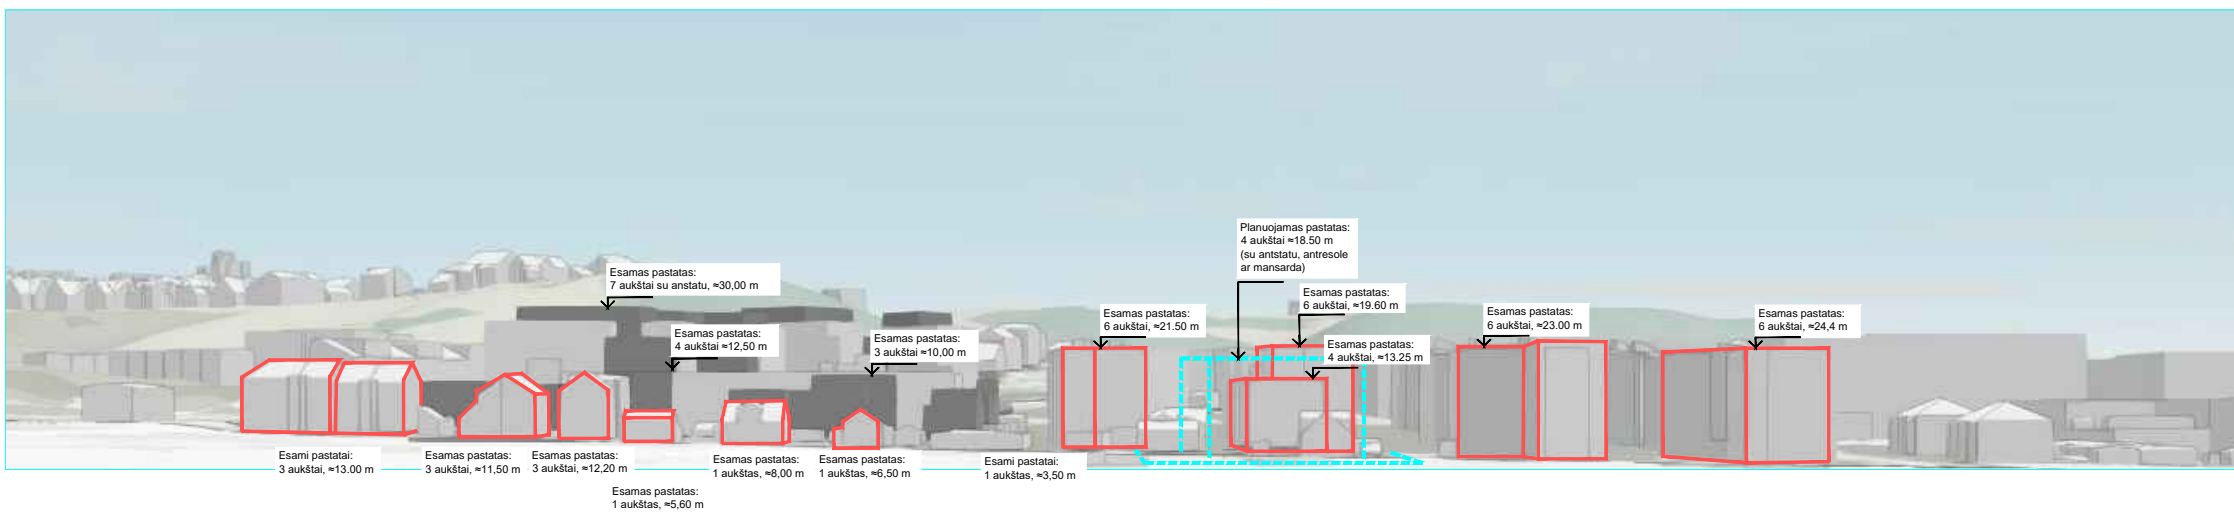 Planuojamas pastatas:
4 aukštai ≈18.50 m
(su antstatu, antresole
ar mansarda)
Esamas pastatas:
7 aukštai su anstatu, ≈30,00 m
Esamas pastatas:
6 aukštai, ≈19.60 m
Esamas pastatas:
6 aukštai, ≈21.50 m
Esamas pastatas:
6 aukštai, ≈23.00 m
Esamas pastatas:
6 aukštai, ≈24,4 m
Esamas pastatas:
4 aukštai ≈12,50 m
Esamas pastatas:
3 aukštai ≈10,00 m
Esamas pastatas:
4 aukštai, ≈13.25 m
Esami pastatai:
3 aukštai, ≈13.00 m
Esamas pastatas:
3 aukštai, ≈11,50 m
Esamas pastatas:
3 aukštai, ≈12,20 m
Esamas pastatas:
1 aukštas, ≈8,00 m
Esamas pastatas:
1 aukštas, ≈6,50 m
Esami pastatai:
1 aukštas, ≈3,50 m
Esamas pastatas:
1 aukštas, ≈5,60 m